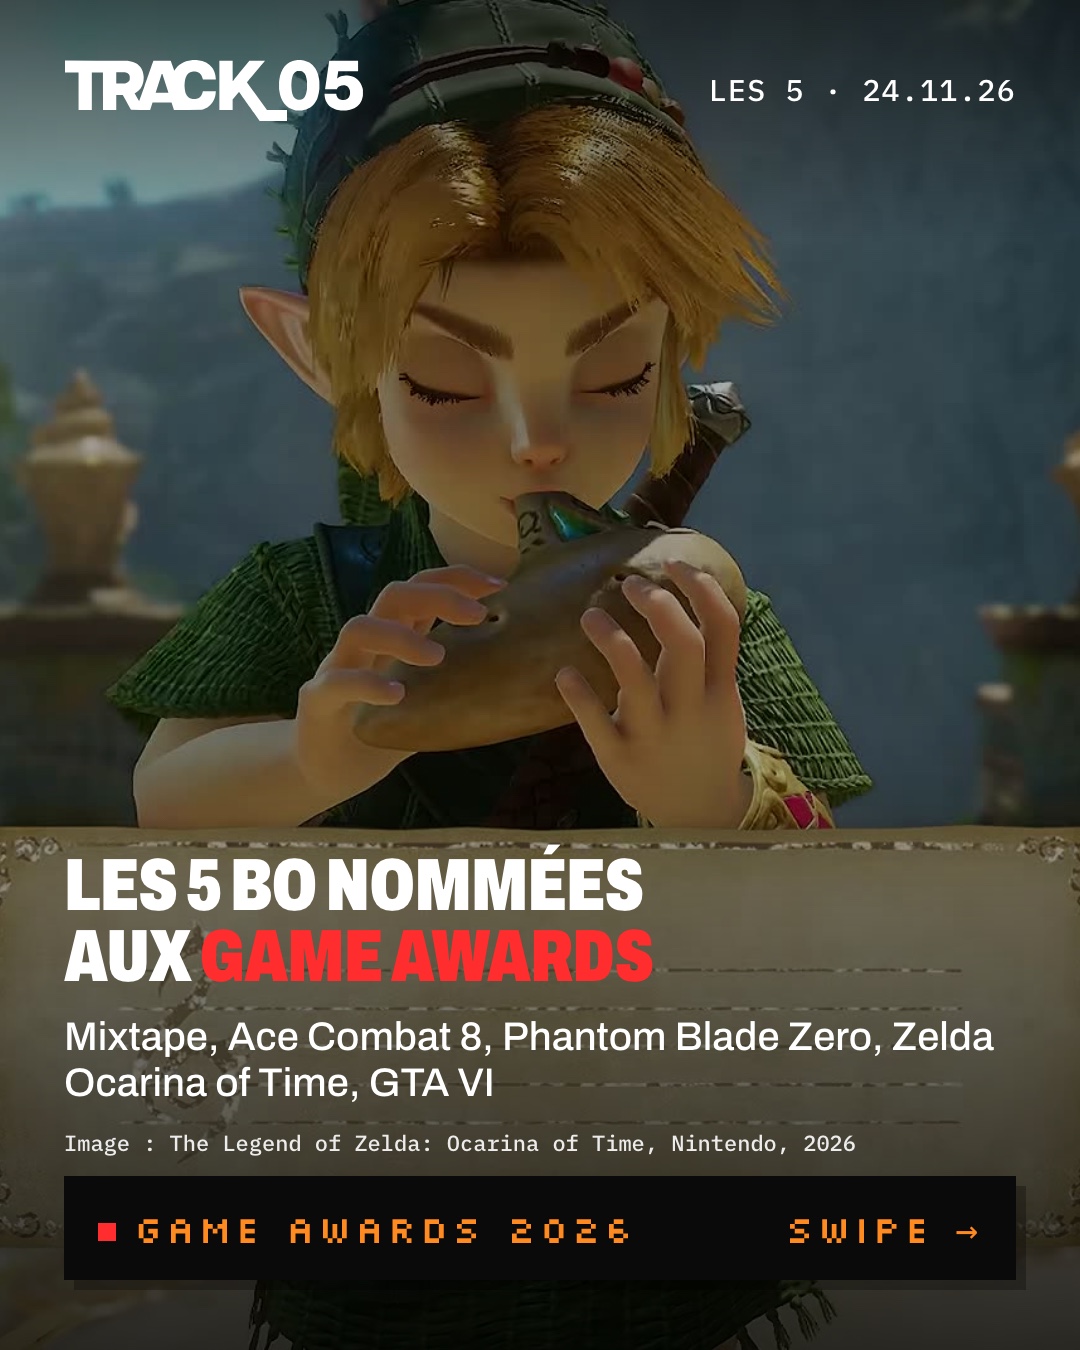 TRACK_05
LES 5 · 24.11.26
LES 5 BO NOMMÉES
AUX GAME AWARDS
Mixtape, Ace Combat 8, Phantom Blade Zero, Zelda
Ocarina of Time, GTA VI
Image : The Legend of Zelda: Ocarina of Time, Nintendo, 2026
GAME AWARDS 2026
SWIPE →